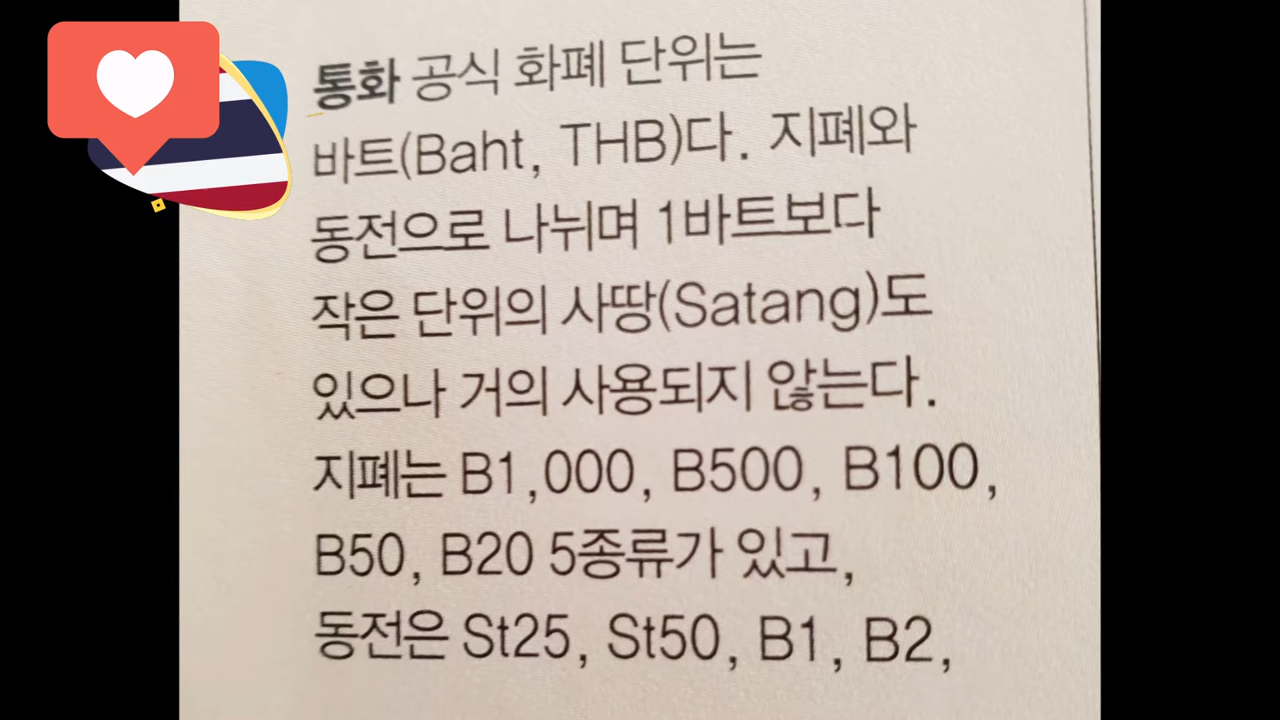 통화 공식 화폐 단위는
바트(Baht, THB)다. 지폐와
동전으로 나뉘며 1바트보다
작은 단위의 사땅(Satang)도
있으나 거의 사용되지 않는다.
지폐는 B1,000, B500, B100,
B50, B20 5종류가 있고,
동전은 St25, St50, B1, B2,